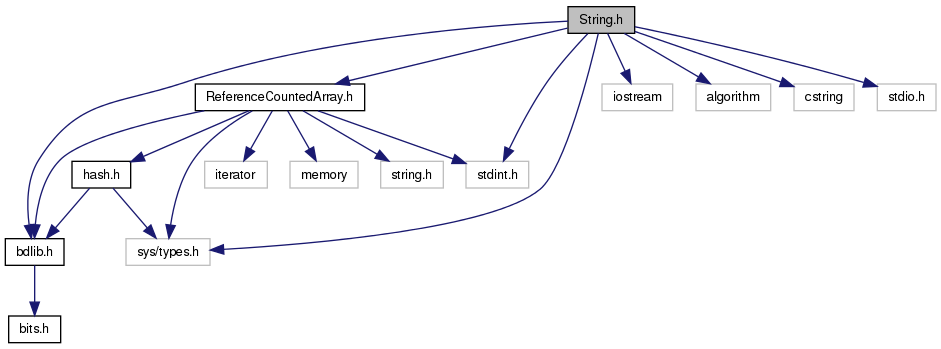 String.h
ReferenceCountedArray.h
iostream
algorithm
cstring
stdio.h
hash.h
iterator
memory
string.h
stdint.h
bdlib.h
sys/types.h
bits.h